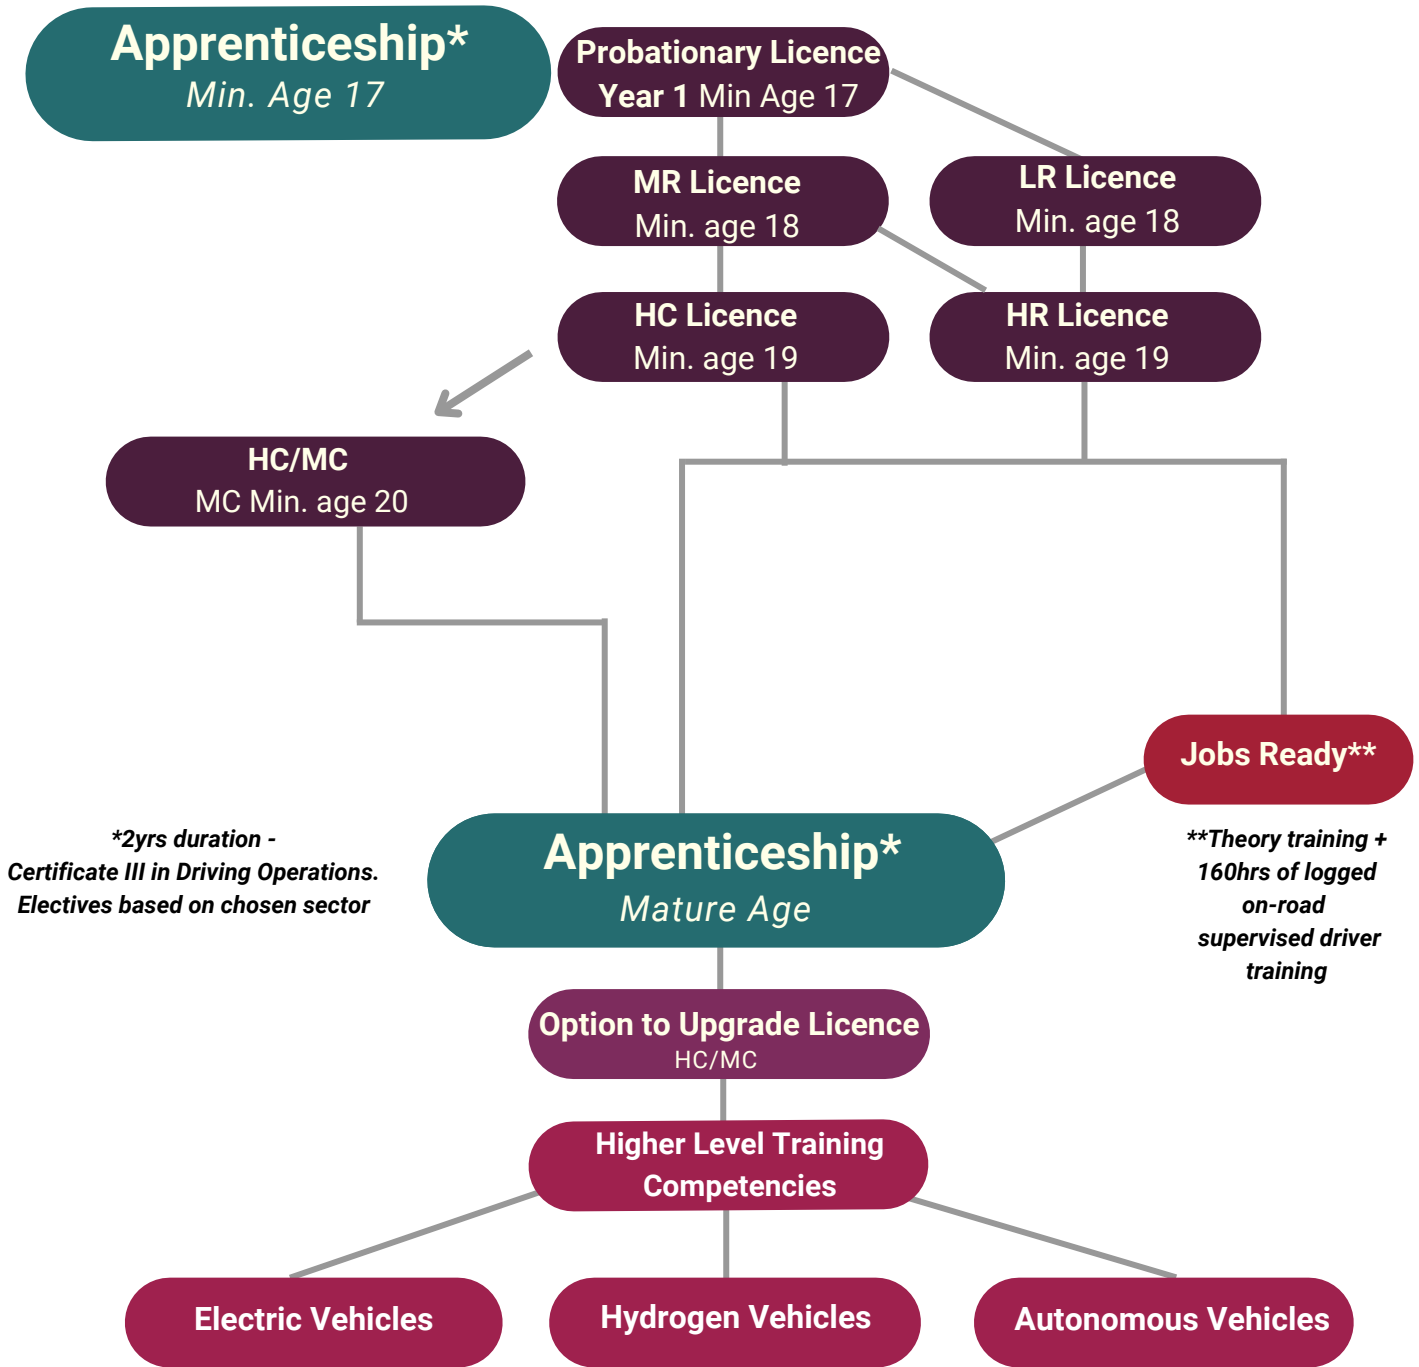 Apprenticeship*
Min. Age 17
Probationary Licence
Year 1 Min Age 17
MR Licence
Min. age 18
LR Licence
Min. age 18
HC Licence
Min. age 19
HR Licence
Min. age 19
HC/MC
MC Min. age 20
Jobs Ready**
*2yrs duration -
Certificate III in Driving Operations.
Electives based on chosen sector
Apprenticeship*
Mature Age
**Theory training +
160hrs of logged
on-road
supervised driver
training
Option to Upgrade Licence
HC/MC
Higher Level Training
Competencies
Electric Vehicles
Hydrogen Vehicles
Autonomous Vehicles